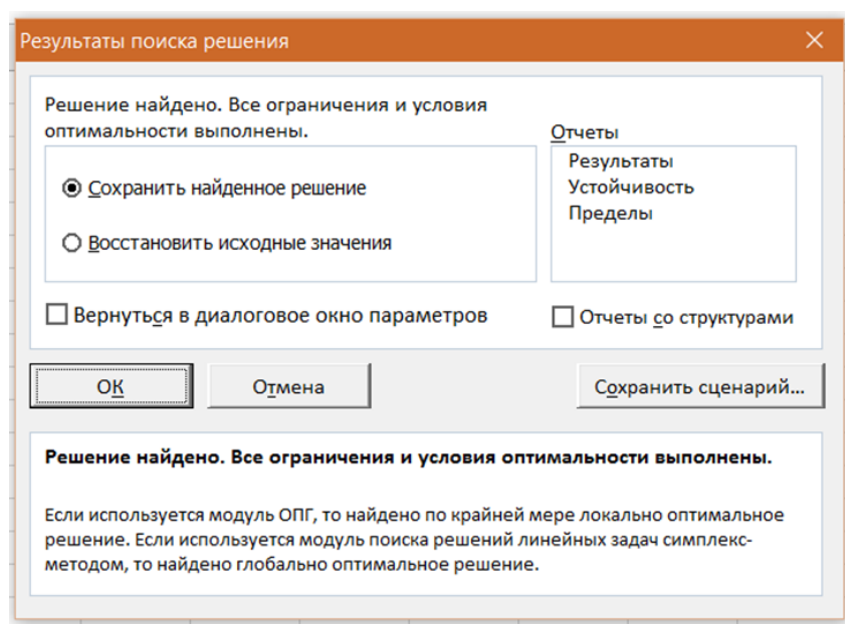 Результаты поиска решения
Решение найдено. Все ограничения и условия
оптимальности выполнены.
Отчеты
Сохранить найденное решение
Восстановить исходные значения
Результаты
Устойчивость
Пределы
Вернуться в диалоговое окно параметров
Отчеты со структурами
ОК
Отмена
Сохранить сценарий...
Решение найдено. Все ограничения и условия оптимальности выполнены.
Если используется модуль ОПГ, то найдено по крайней мере локально оптимальное
решение. Если используется модуль поиска решений линейных задач симплекс-
методом, то найдено глобально оптимальное решение.